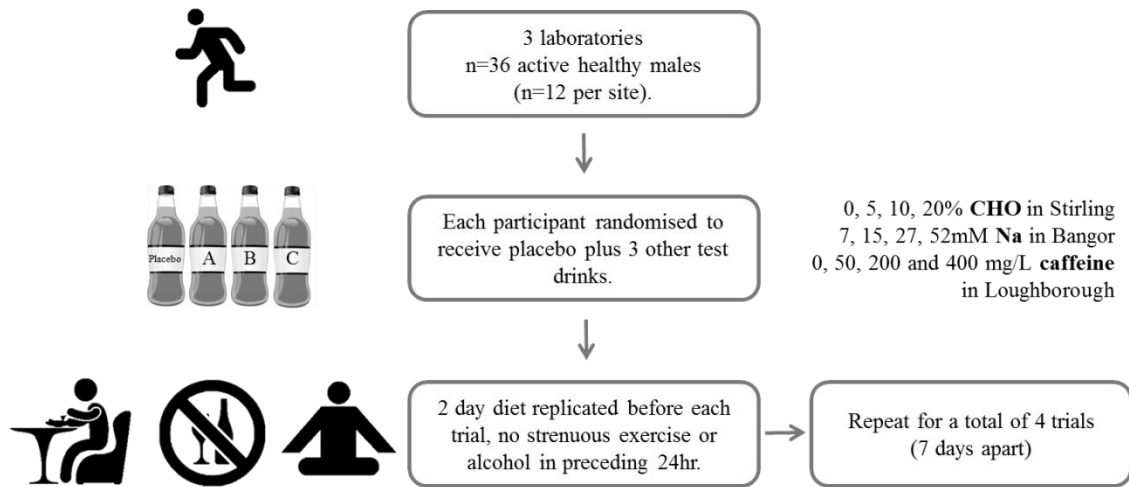 3 laboratories
n=36 active healthy males
(n=12 per site).
Placebo
A
B
C
Each participant randomised to
receive placebo plus 3 other test
drinks.
0, 5, 10, 20% CHO in Stirling
7, 15, 27, 52mM Na in Bangor
0, 50, 200 and 400 mg/L caffeine
in Loughborough
2 day diet replicated before each
trial, no strenuous exercise or
alcohol in preceding 24hr.
Repeat for a total of 4 trials
(7 days apart)